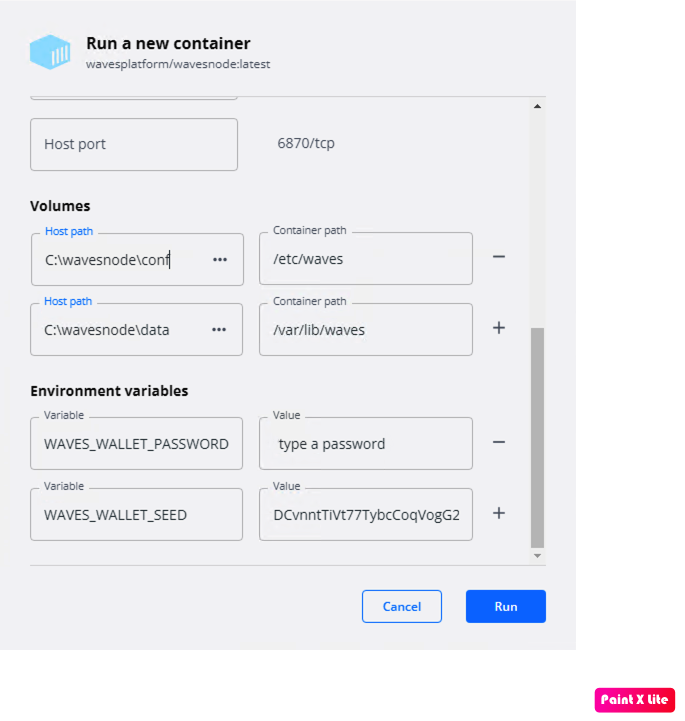 Run a new container
wavesplatform/wavesnode:latest
Host port
6870/tcp
Volumes
Host path
C:\wavesnode\conf
Container path
/etc/waves
Host path
C:\wavesnode\data
Container path
/var/lib/waves
Environment variables
Variable
WAVES_WALLET_PASSWORD
Value
type a password
Variable
WAVES_WALLET_SEED
Value
DCvnntTiVt77TybcCoqVogG2
Cancel
Run
Paint X Lite